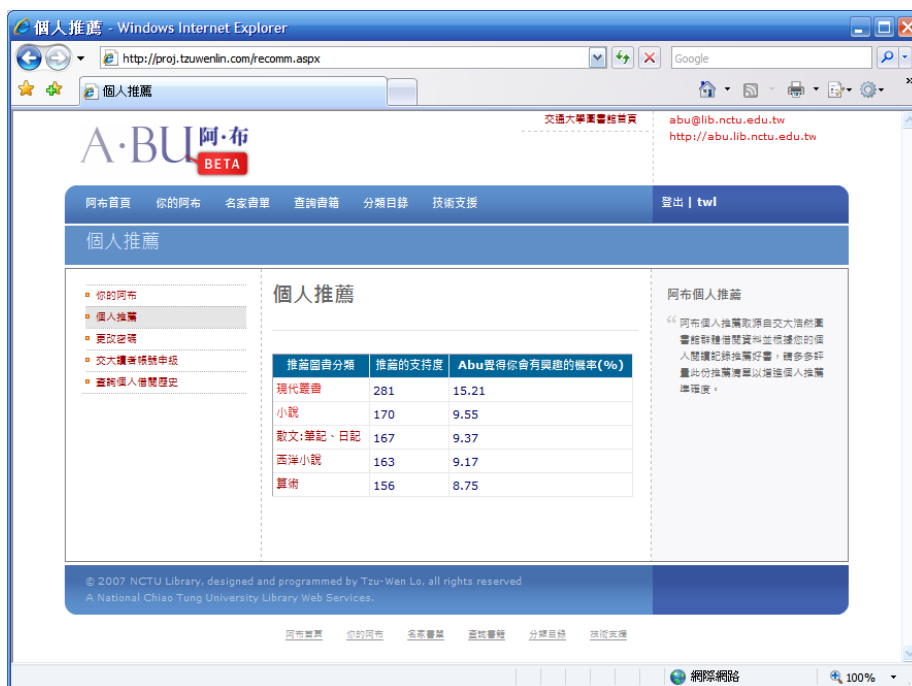 個人推薦 - Windows Internet Explorer
http://proj.tzuwenlin.com/recomm.aspx
Google
個人推薦
A·BU 阿·布
BETA
交通大學圖書館首頁
abu@lib.nctu.edu.tw
http://abu.lib.nctu.edu.tw
阿布首頁 你的阿布 名家書單 查詢書籍 分類目錄 技術支援
登出 | twl
個人推薦
你的阿布
個人推薦
更改密碼
交大讀者帳號申級
查詢個人借閱歷史
個人推薦
推薦圖書分類 推薦的支持度 Abu覺得你會有興趣的機率(%)
現代叢書 281 15.21
小說 170 9.55
散文:筆記、日記 167 9.37
西洋小說 163 9.17
算術 156 8.75
阿布個人推薦
阿布個人推薦取源自交大浩然圖
書館群體借閱資料並根據您的個
人閱讀記錄推薦好書，請多多評
量此份推薦清單以增進個人推薦
準確度。
© 2007 NCTU Library, designed and programmed by Tzu-Wen Lo, all rights reserved
A National Chiao Tung University Library Web Services.
阿布首頁 你的阿布 名家書單 查詢書籍 分類目錄 技術支援
網際網路
100%